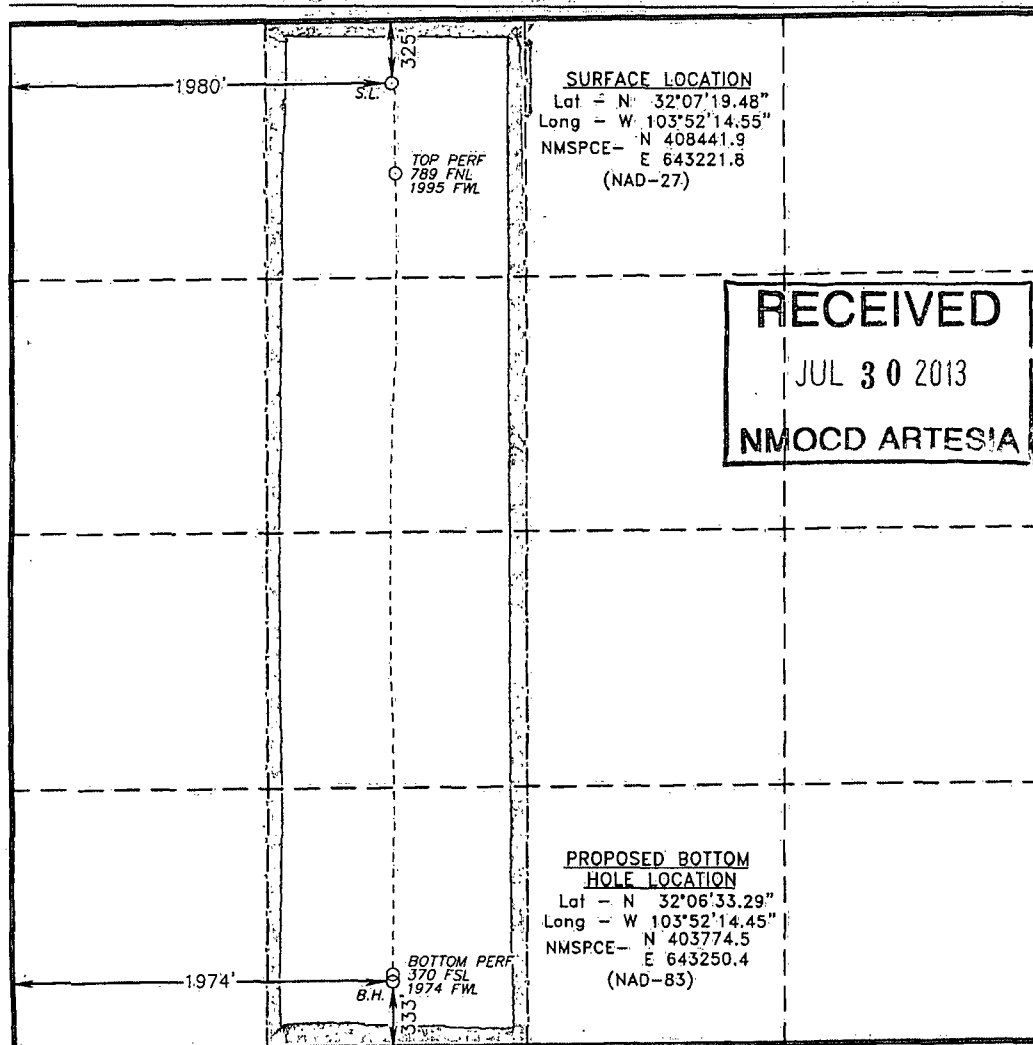 325'
1980'
S.L.
SURFACE LOCATION
Lat - N 32°07'19.48"
Long - W 103°52'14.55"
NMSPCE- N 408441.9
E 643221.8
(NAD-27)
TOP PERF
789 FNL
1995 FWL
RECEIVED
JUL 30 2013
NMOCD ARTESIA
PROPOSED BOTTOM
HOLE LOCATION
Lat - N 32°06'33.29"
Long - W 103°52'14.45"
NMSPCE- N 403774.5
E 643250.4
(NAD-83)
BOTTOM PERF
370 FSL
1974 FWL
1974'
B.H.
333'